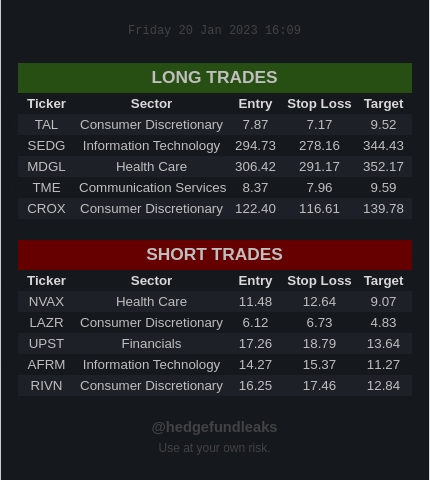 Friday 20 Jan 2023 16:09
LONG TRADES
Ticker Sector Entry Stop Loss Target
TAL Consumer Discretionary 7.87 7.17 9.52
SEDG Information Technology 294.73 278.16 344.43
MDGL Health Care 306.42 291.17 352.17
TME Communication Services 8.37 7.96 9.59
CROX Consumer Discretionary 122.40 116.61 139.78
SHORT TRADES
Ticker Sector Entry Stop Loss Target
NVAX Health Care 11.48 12.64 9.07
LAZR Consumer Discretionary 6.12 6.73 4.83
UPST Financials 17.26 18.79 13.64
AFRM Information Technology 14.27 15.37 11.27
RIVN Consumer Discretionary 16.25 17.46 12.84
@hedgefundleaks
Use at your own risk.